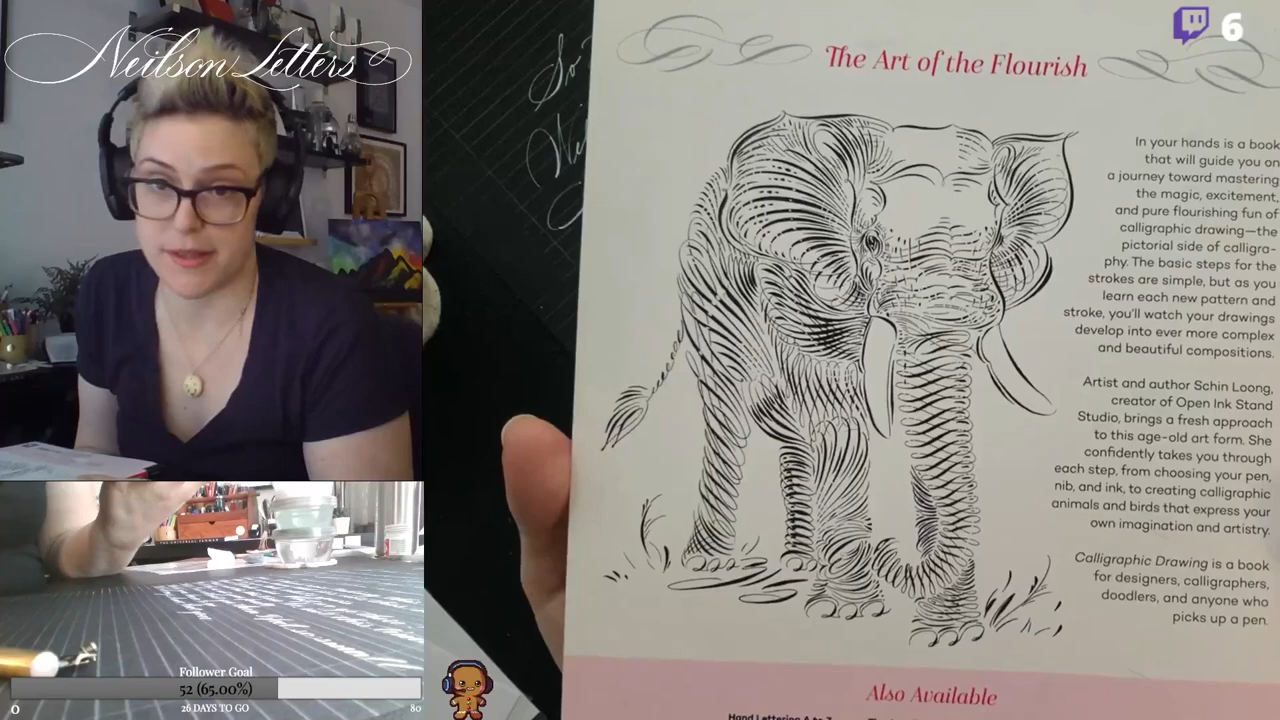 Neilson Letters
6
So
The Art of the Flourish
In your hands is a book
that will guide you on
a journey toward mastering
the magic, excitement,
and pure flourishing fun of
calligraphic drawing—the
pictorial side of calligra-
phy. The basic steps for the
strokes are simple, but as you
learn each new pattern and
stroke, you'll watch your drawings
develop into ever more complex
and beautiful compositions.
Artist and author Schin Loong,
creator of Open Ink Stand
Studio, brings a fresh approach
to this age-old art form. She
confidently takes you through
each step, from choosing your pen,
nib, and ink, to creating calligraphic
animals and birds that express your
own imagination and artistry.
Calligraphic Drawing is a book
for designers, calligraphers,
doodlers, and anyone who
picks up a pen.
Also Available
Hand Lettering A to Z
Follower Goal
52 (65.00%)
0
26 DAYS TO GO
80